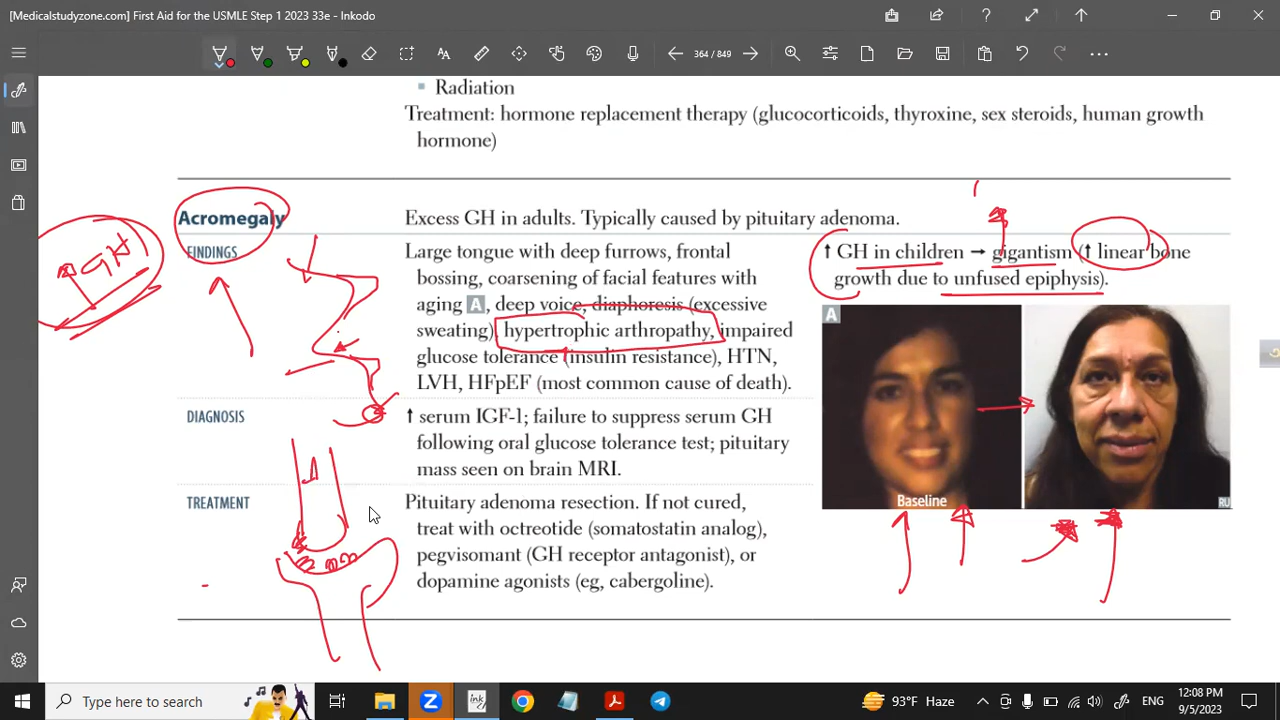 [Medicalstudyzone.com] First Aid for the USMLE Step 1 2023 33e - Inkodo
364 / 849
Radiation
Treatment: hormone replacement therapy (glucocorticoids, thyroxine, sex steroids, human growth
hormone)
Acromegaly
Excess GH in adults. Typically caused by pituitary adenoma.
FINDINGS
Large tongue with deep furrows, frontal
bossing, coarsening of facial features with
aging A, deep voice, diaphoresis (excessive
sweating), hypertrophic arthropathy, impaired
glucose tolerance (insulin resistance), HTN,
LVH, HFpEF (most common cause of death).
↑ GH in children → gigantism (↑ linear bone
growth due to unfused epiphysis).
GH
A
Baseline
RU
DIAGNOSIS
↑ serum IGF-1; failure to suppress serum GH
following oral glucose tolerance test; pituitary
mass seen on brain MRI.
TREATMENT
Pituitary adenoma resection. If not cured,
treat with octreotide (somatostatin analog),
pegvisomant (GH receptor antagonist), or
dopamine agonists (eg, cabergoline).
Type here to search
93°F Haze
ENG
12:08 PM
9/5/2023